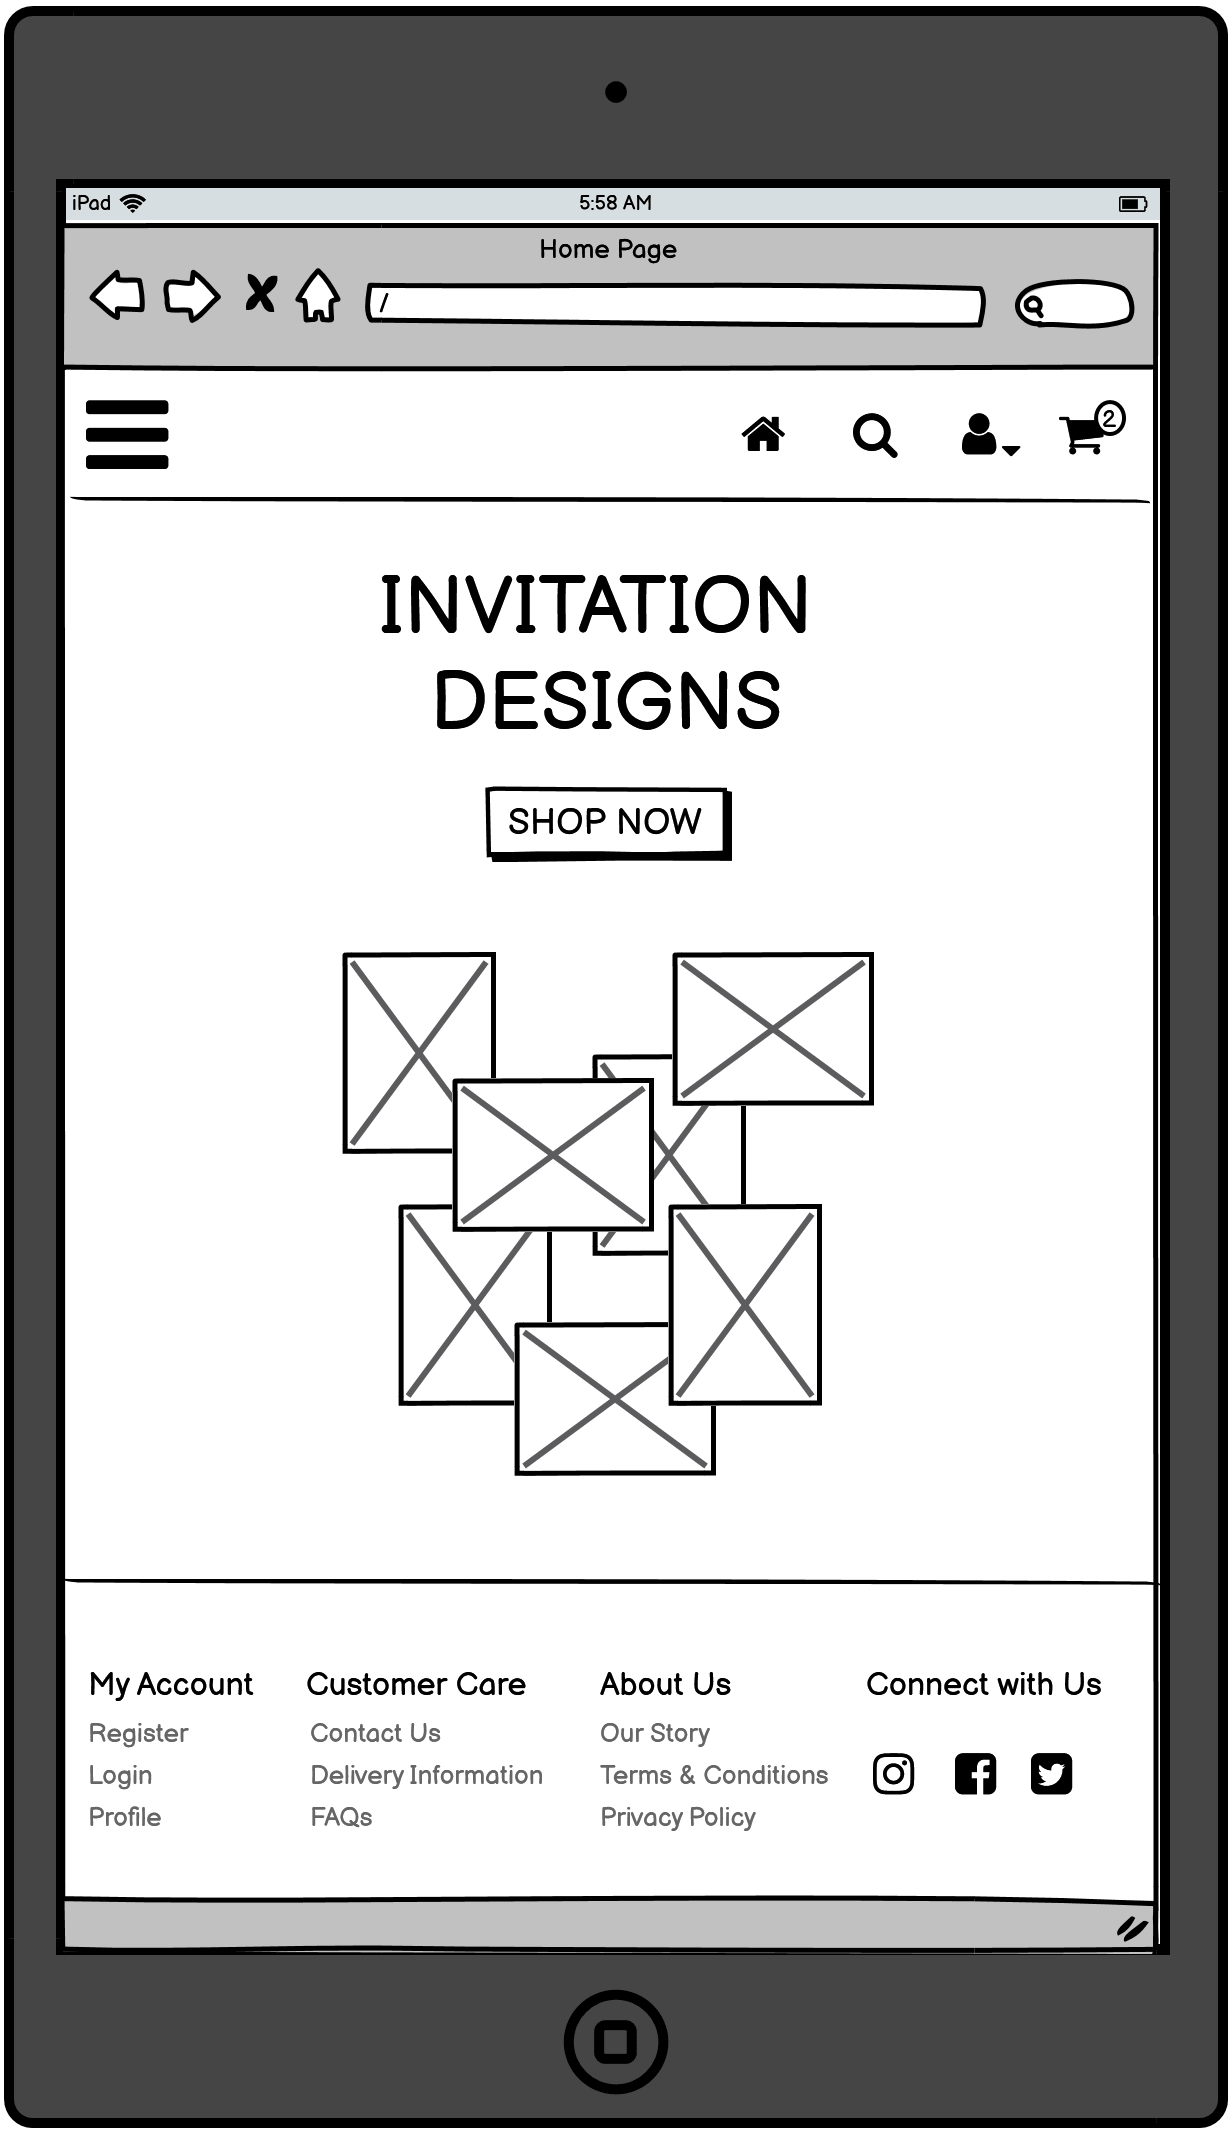 iPad 5:58 AM
Home Page
/
2
INVITATION
DESIGNS
SHOP NOW
My Account Customer Care About Us Connect with Us
Register Contact Us Our Story
Login Delivery Information Terms & Conditions
Profile FAQs Privacy Policy